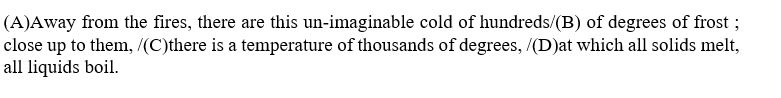 (A)Away from the fires, there are this un-imaginable cold of hundreds/(B) of degrees of frost ;
close up to them, /(C)there is a temperature of thousands of degrees, /(D)at which all solids melt,
all liquids boil.